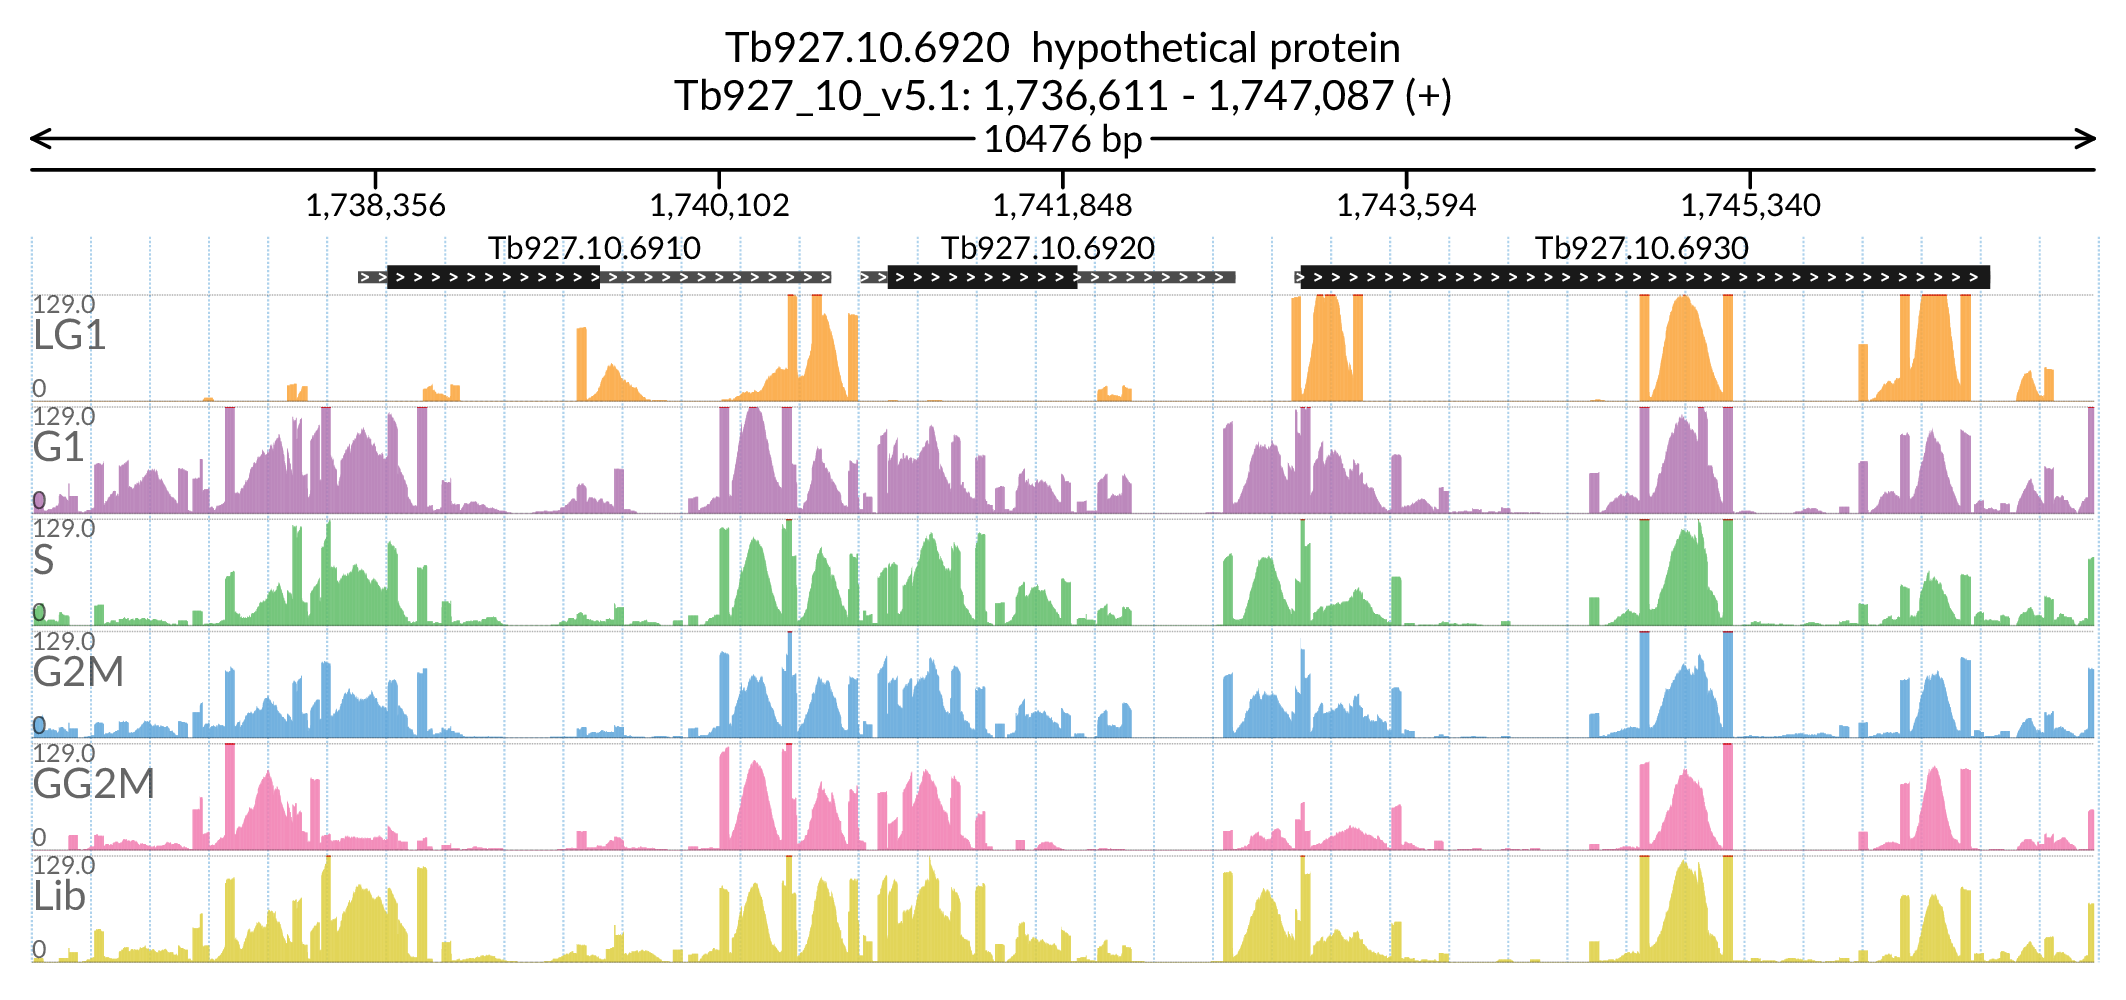 Tb927.10.6920 hypothetical protein
Tb927_10_v5.1: 1,736,611 - 1,747,087 (+)
10476 bp
1,738,356 1,740,102 1,741,848 1,743,594 1,745,340
Tb927.10.6910 Tb927.10.6920 Tb927.10.6930
129.0
LG1
0
129.0
G1
0
129.0
S
0
129.0
G2M
0
129.0
GG2M
0
129.0
Lib
0